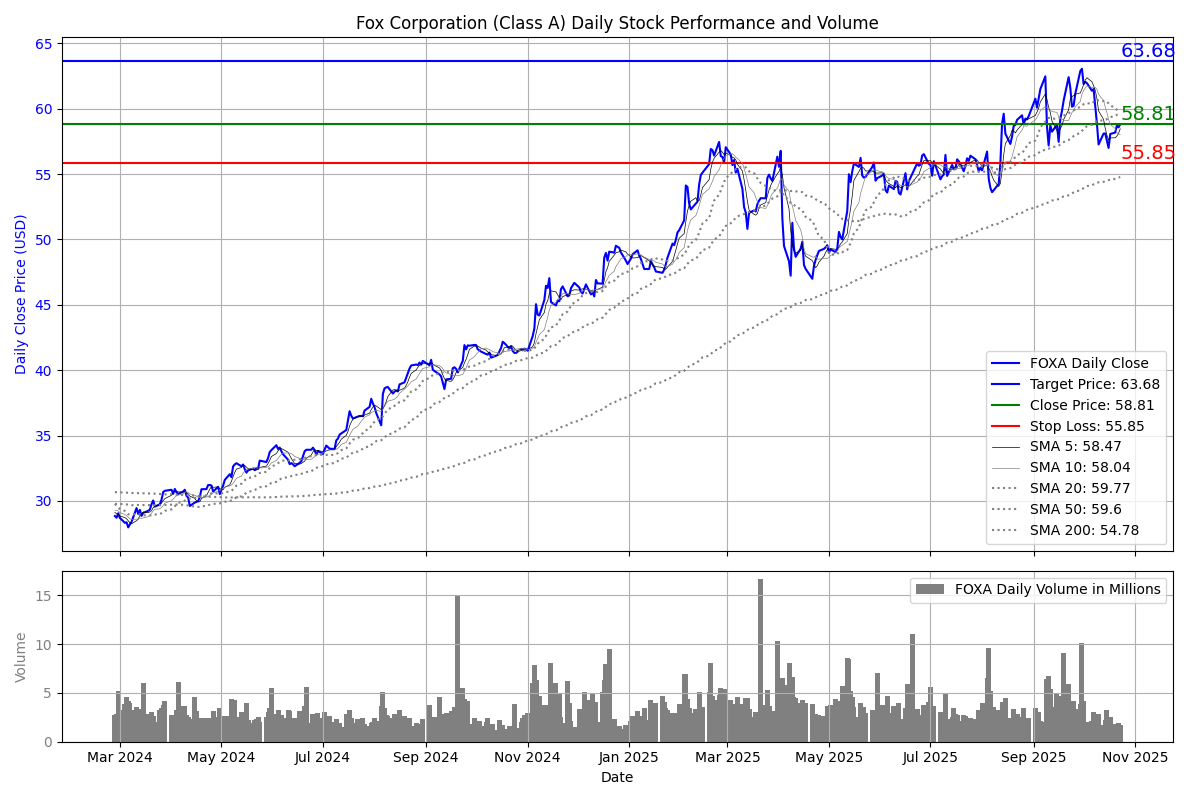 Fox Corporation (Class A) Daily Stock Performance and Volume
65
60
55
50
45
40
35
30
Daily Close Price (USD)
63.68
58.81
55.85
FOXA Daily Close
Target Price: 63.68
Close Price: 58.81
Stop Loss: 55.85
SMA 5: 58.47
SMA 10: 58.04
SMA 20: 59.77
SMA 50: 59.6
SMA 200: 54.78
15
10
5
0
Volume
FOXA Daily Volume in Millions
Mar 2024 May 2024 Jul 2024 Sep 2024 Nov 2024 Jan 2025 Mar 2025 May 2025 Jul 2025 Sep 2025 Nov 2025
Date